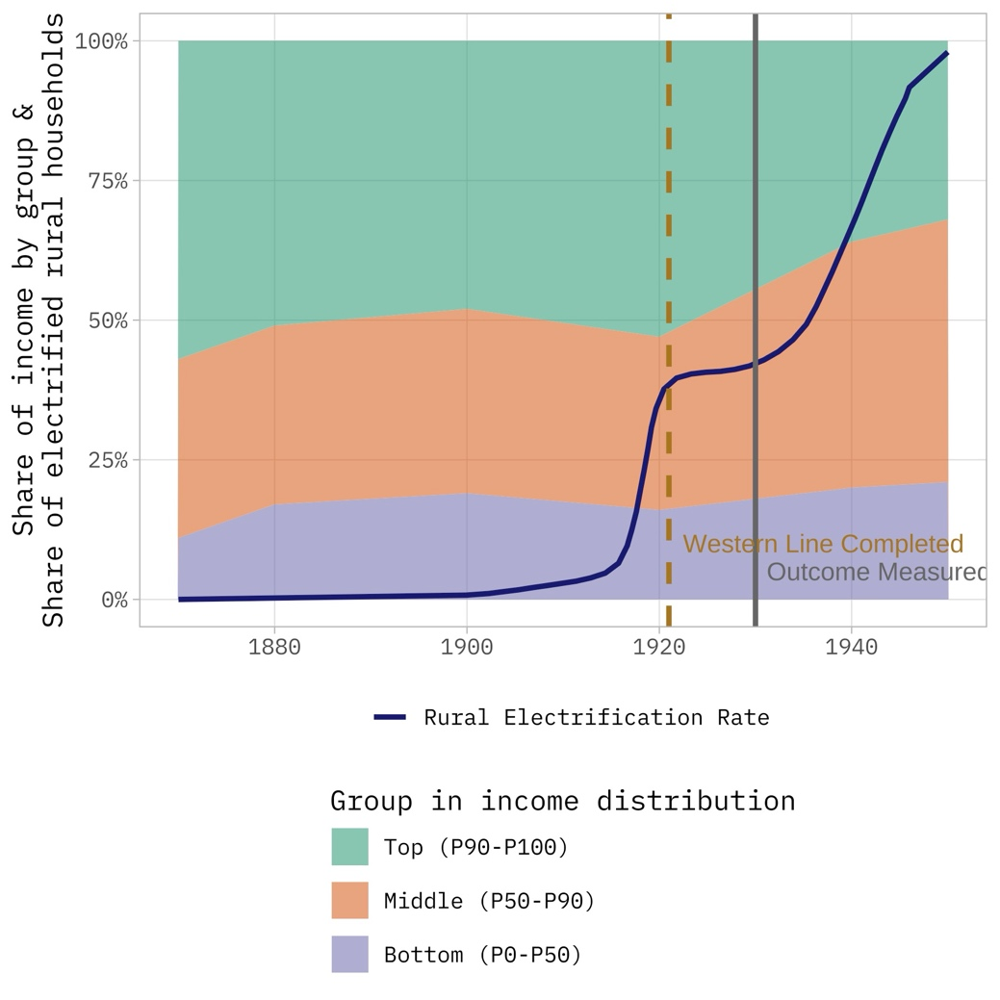 Share of income by group &
Share of electrified rural households
100%
75%
50%
25%
0%
Western Line Completed
Outcome Measured
1880
1900
1920
1940
Rural Electrification Rate
Group in income distribution
Top (P90-P100)
Middle (P50-P90)
Bottom (P0-P50)